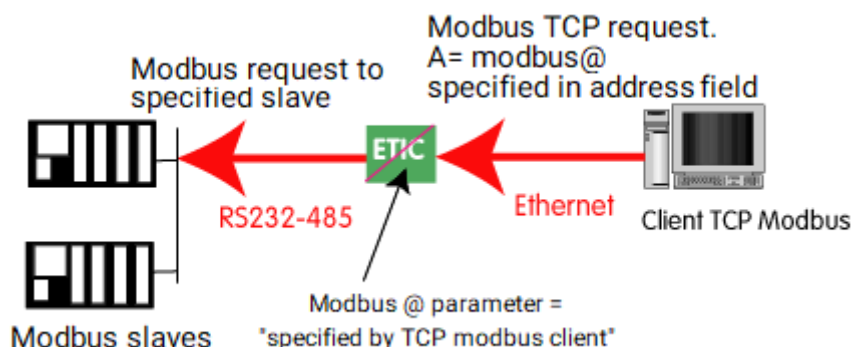 Modbus TCP request.
A= modbus@
specified in address field
Modbus request to
specified slave
ETIC
RS232-485
Ethernet
Client TCP Modbus
Modbus @ parameter =
"specified by TCP modbus client"
Modbus slaves